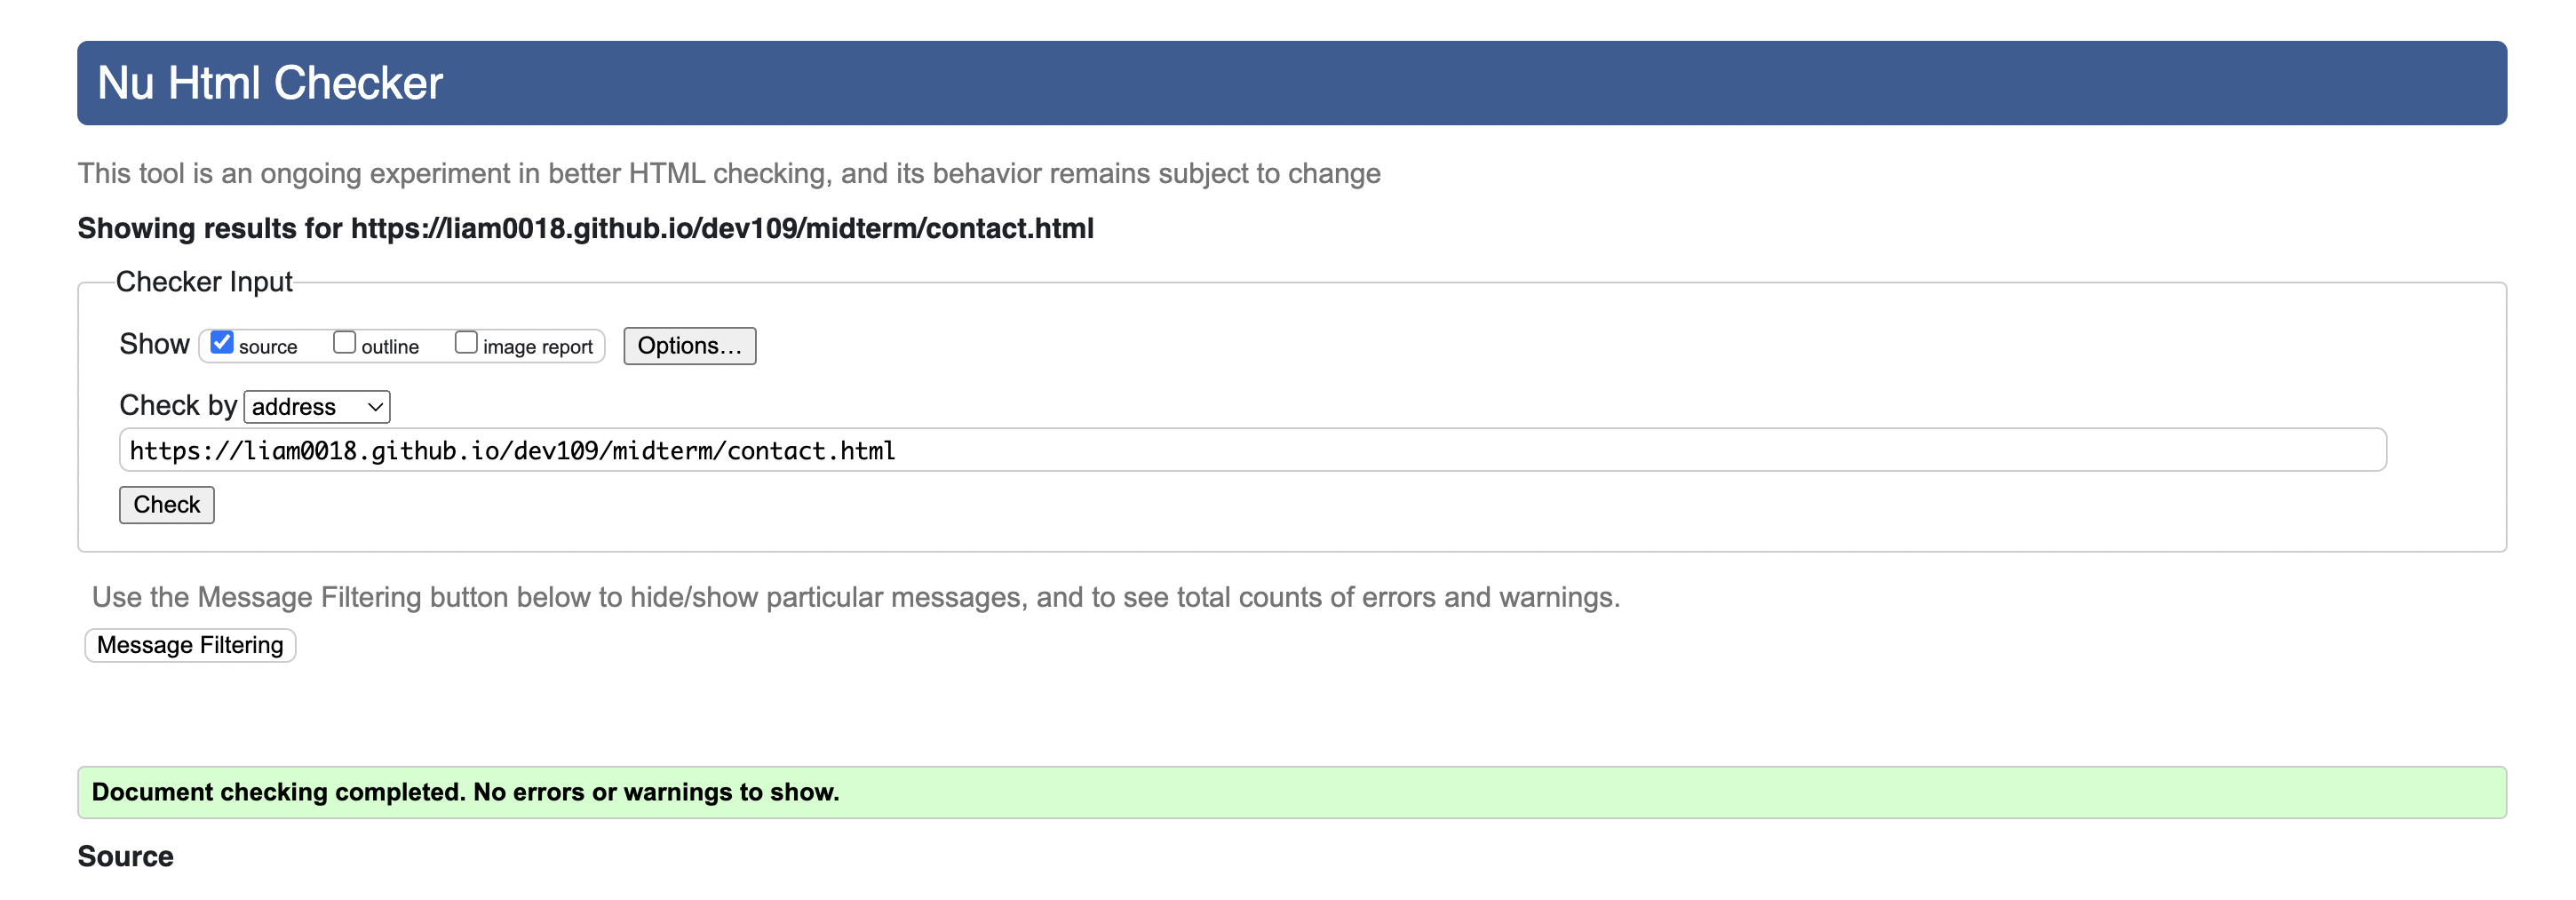 Nu Html Checker
This tool is an ongoing experiment in better HTML checking, and its behavior remains subject to change
Showing results for https://liam0018.github.io/dev109/midterm/contact.html
Checker Input
Show source outline image report Options...
Check by address
https://liam0018.github.io/dev109/midterm/contact.html
Check
Use the Message Filtering button below to hide/show particular messages, and to see total counts of errors and warnings.
Message Filtering
Document checking completed. No errors or warnings to show.
Source